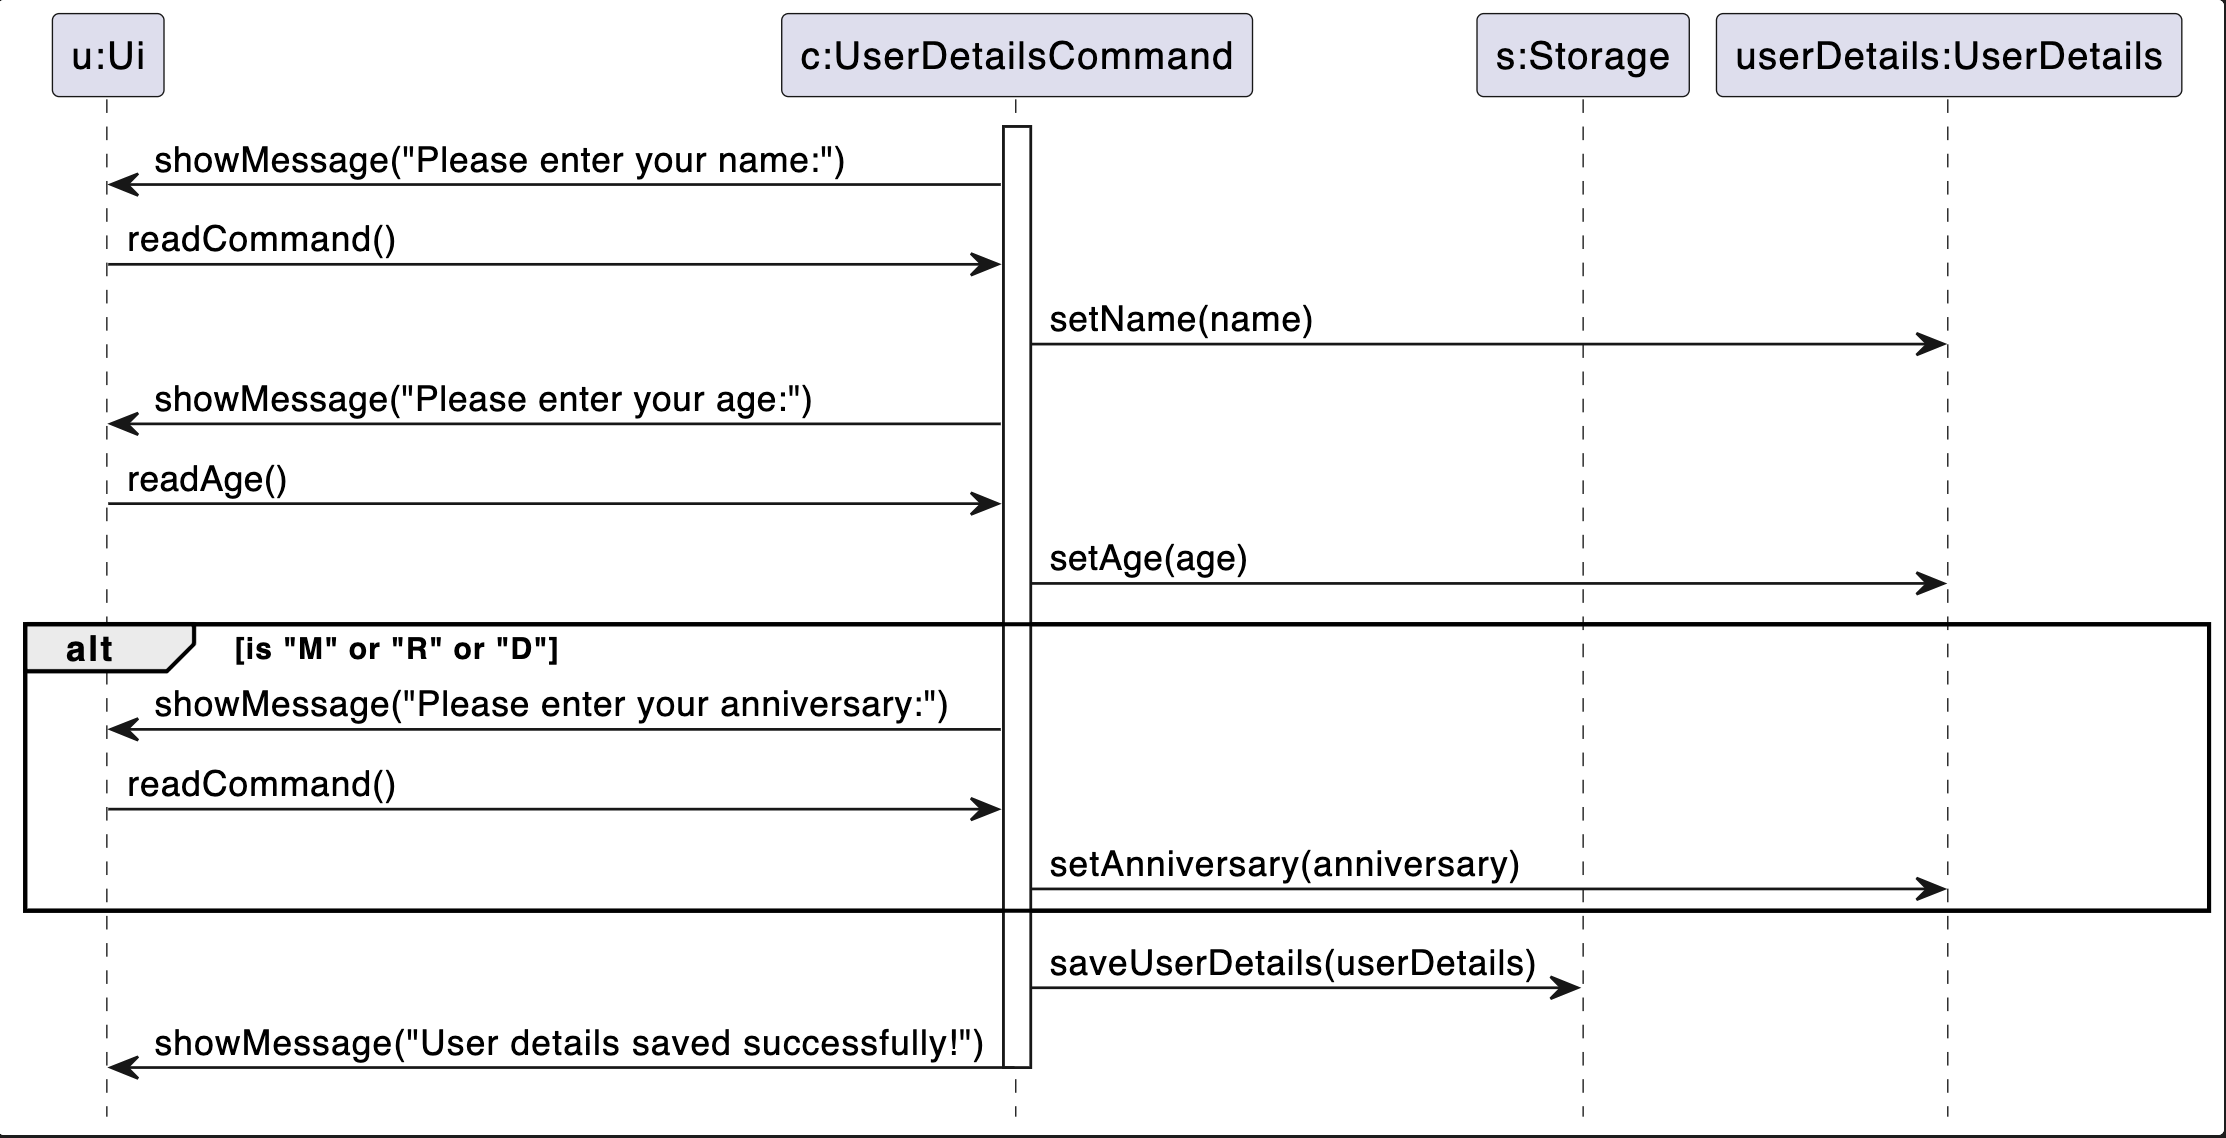 u:Ui
c:UserDetailsCommand
s:Storage
userDetails:UserDetails
showMessage("Please enter your name:")
readCommand()
setName(name)
showMessage("Please enter your age:")
readAge()
setAge(age)
alt
[is "M" or "R" or "D"]
showMessage("Please enter your anniversary:")
readCommand()
setAnniversary(anniversary)
saveUserDetails(userDetails)
showMessage("User details saved successfully!")